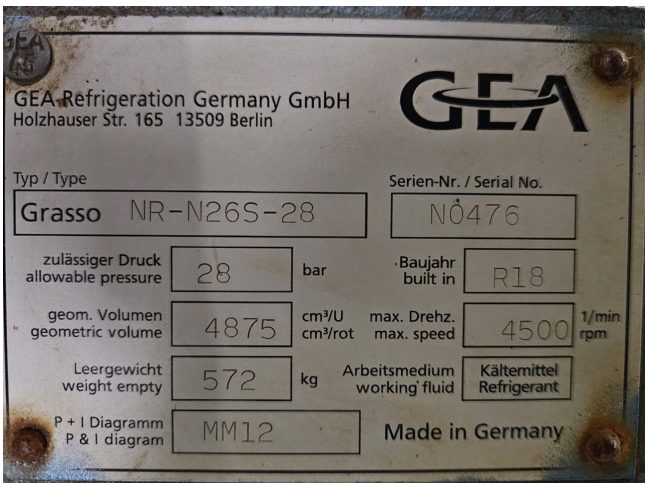 GEA
GEA Refrigeration Germany GmbH
Holzhauser Str. 165 13509 Berlin
GEA
Typ / Type
Grasso NR-N26S-28
Serien-Nr. / Serial No.
NO476
zulässiger Druck
allowable pressure
28
bar
Baujahr
built in
R18
geom. Volumen
geometric volume
4875
cm³/U
cm³/rot
max. Drehz.
max. speed
4500
1/min
rpm
Leergewicht
weight empty
572
kg
Arbeitsmedium
working fluid
Kältemittel
Refrigerant
P + I Diagramm
P & I diagram
MM12
Made in Germany